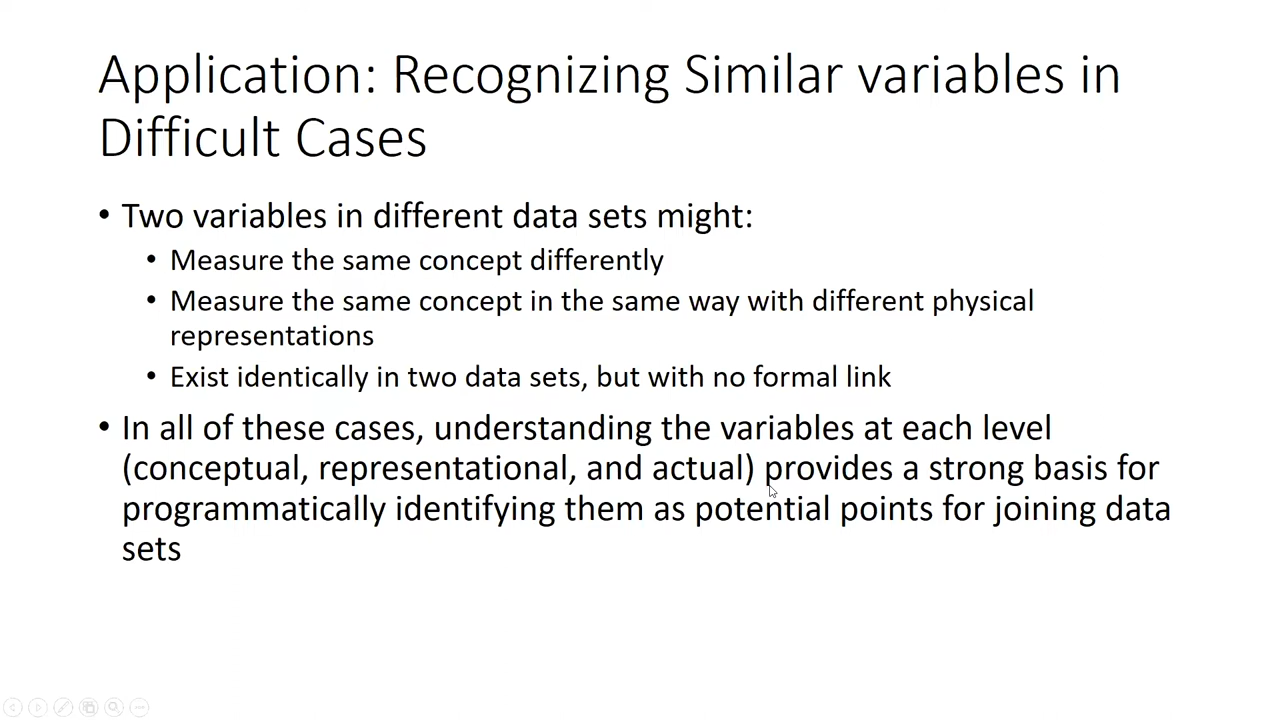 Application: Recognizing Similar variables in
Difficult Cases
• Two variables in different data sets might:
• Measure the same concept differently
• Measure the same concept in the same way with different physical
representations
• Exist identically in two data sets, but with no formal link
• In all of these cases, understanding the variables at each level
(conceptual, representational, and actual) provides a strong basis for
programmatically identifying them as potential points for joining data
sets